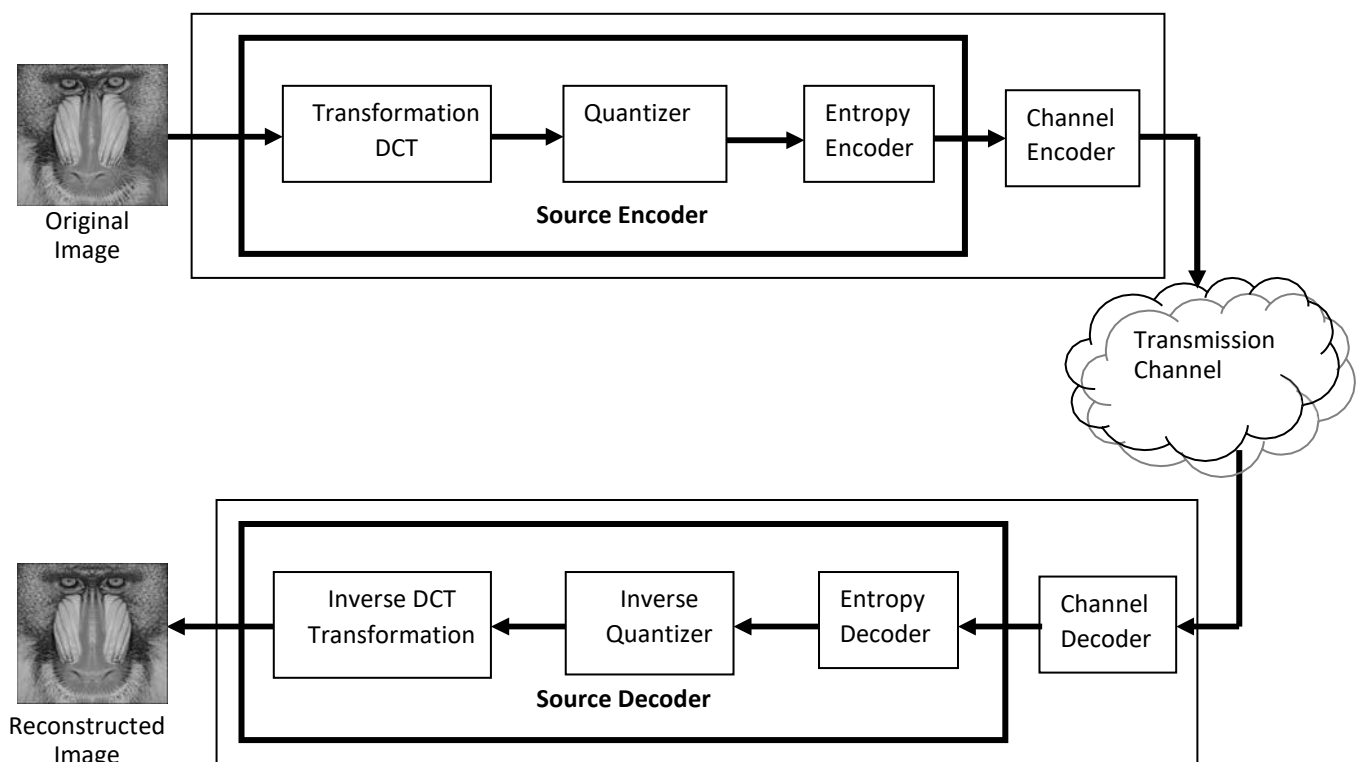 Transformation
DCT
Quantizer
Entropy
Encoder
Channel
Encoder
Source Encoder
Original
Image
Transmission
Channel
Inverse DCT
Transformation
Inverse
Quantizer
Entropy
Decoder
Channel
Decoder
Source Decoder
Reconstructed
Image